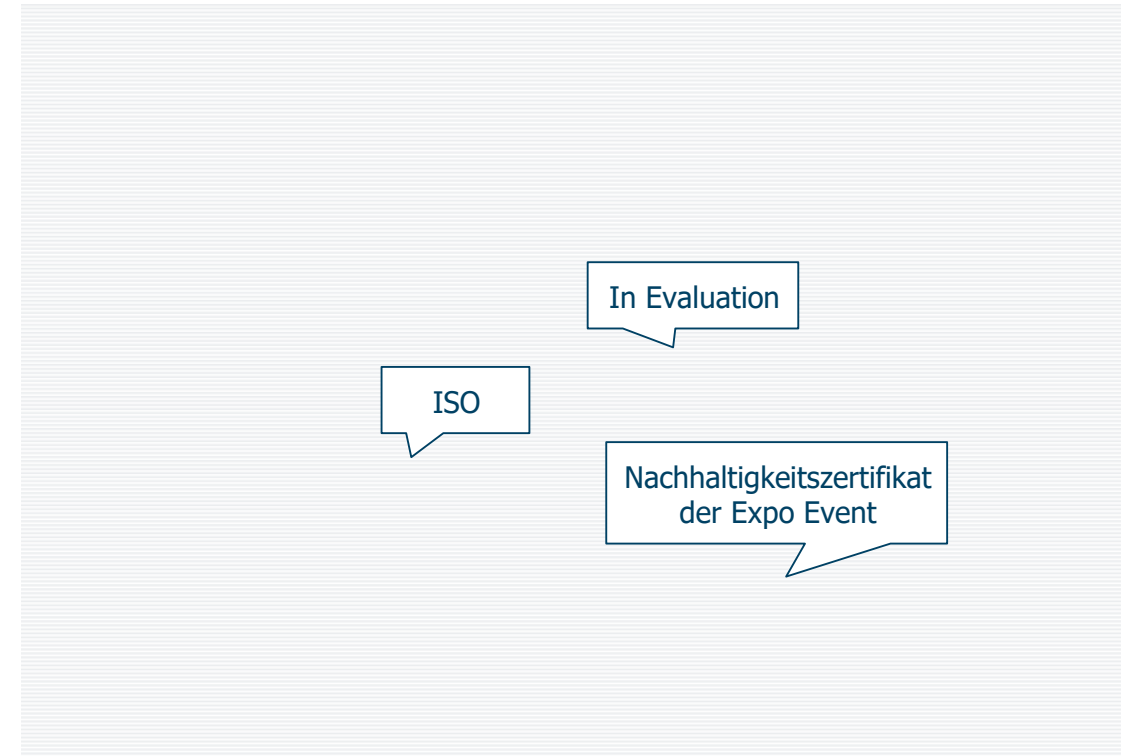 In Evaluation
ISO
Nachhaltigkeitszertifikat
der Expo Event